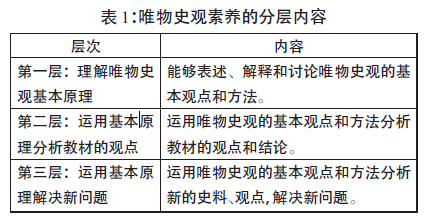 表1：唯物史观素养的分层内容
层次
内容
第一层：理解唯物史
观基本原理
能够表述、解释和讨论唯物史观的基
本观点和方法。
第二层：运用基本原
理分析教材的观点
运用唯物史观的基本观点和方法分析
教材的观点和结论。
第三层：运用基本原
理解决新问题
运用唯物史观的基本观点和方法分析
新的史料、观点，解决新问题。